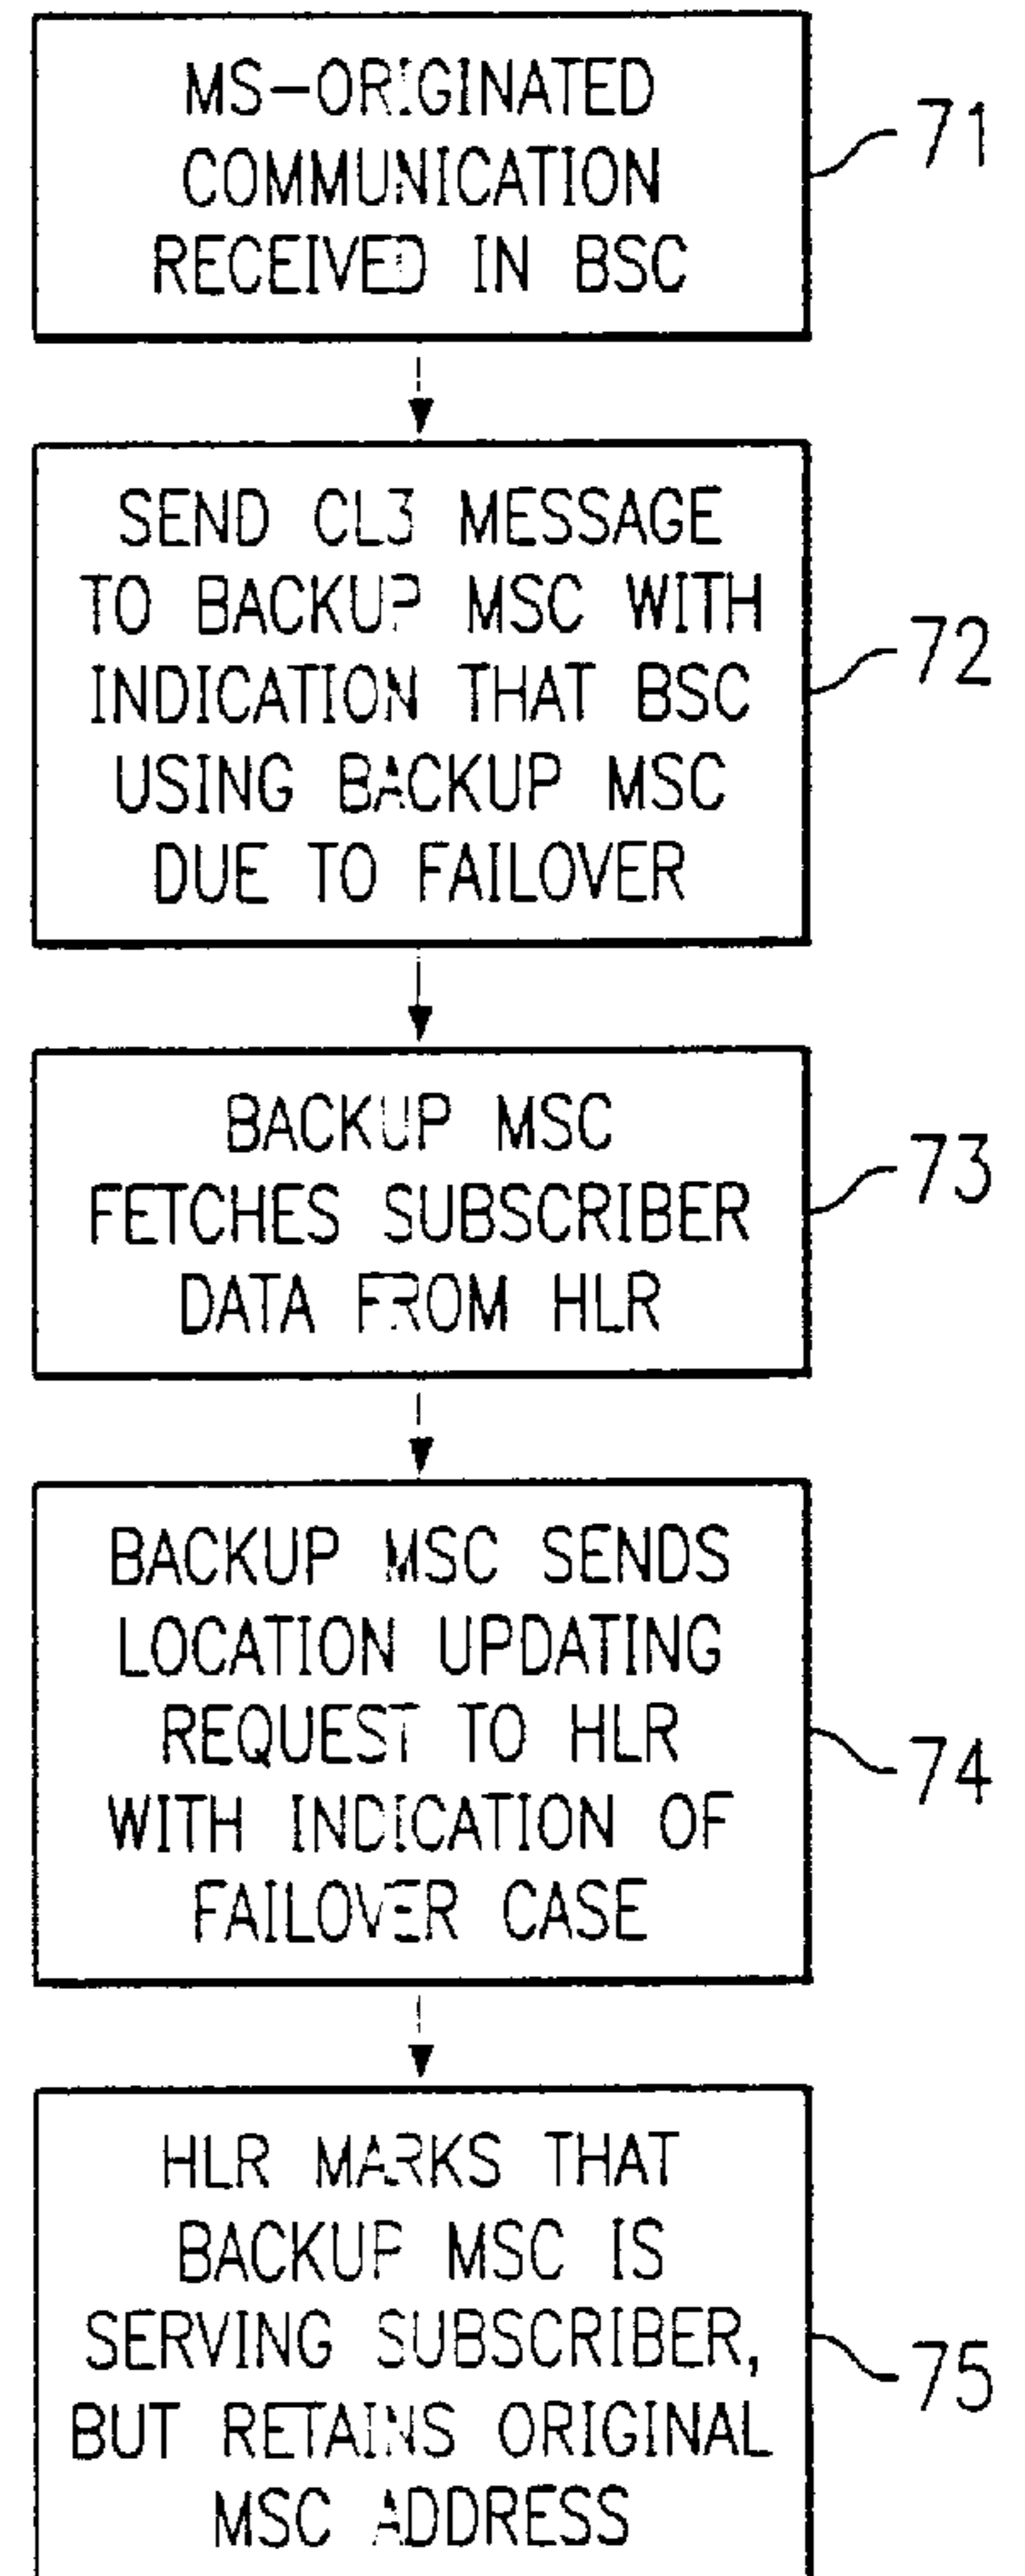 MS-ORIGINATED
COMMUNICATION
RECEIVED IN BSC
71
SEND CL3 MESSAGE
TO BACKUP MSC WITH
INDICATION THAT BSC
USING BACKUP MSC
DUE TO FAILOVER
72
BACKUP MSC
FETCHES SUBSCRIBER
DATA FROM HLR
73
BACKUP MSC SENDS
LOCATION UPDATING
REQUEST TO HLR
WITH INDICATION OF
FAILOVER CASE
74
HLR MARKS THAT
BACKUP MSC IS
SERVING SUBSCRIBER,
BUT RETAINS ORIGINAL
MSC ADDRESS
75